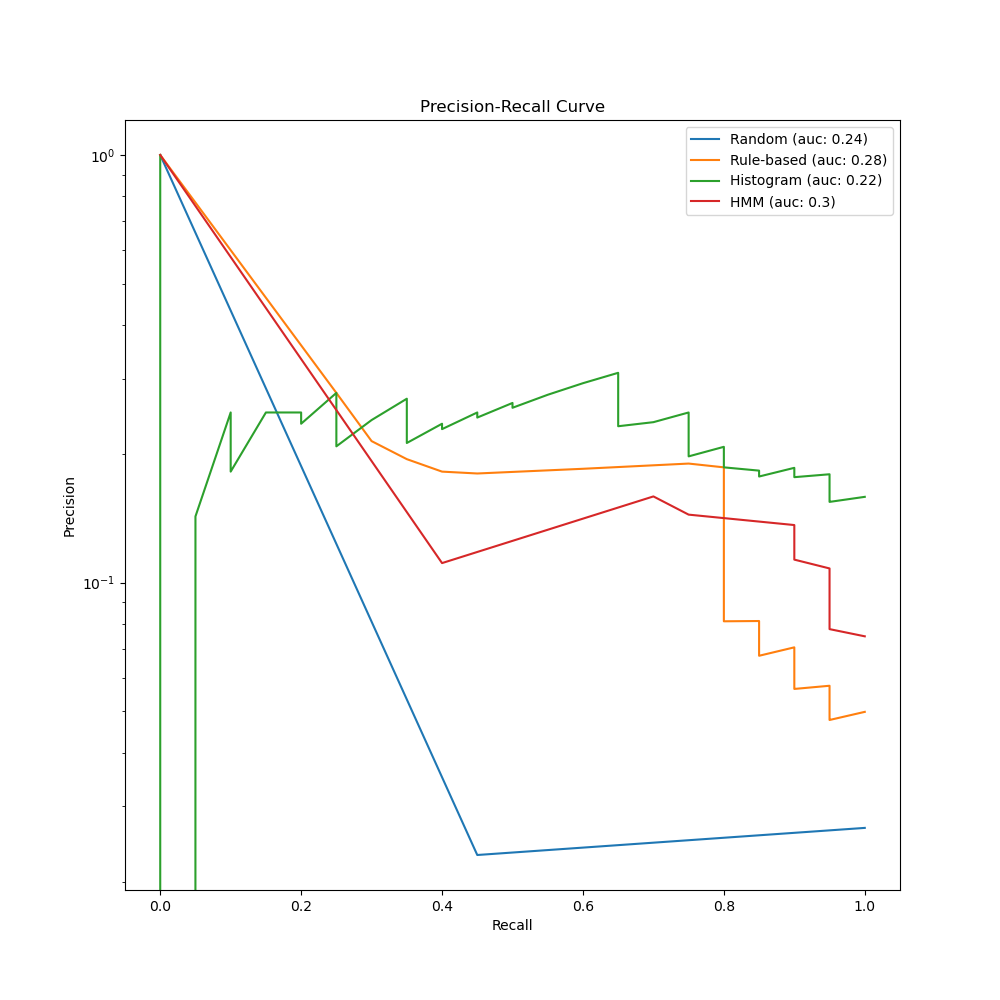 Precision-Recall Curve
Random (auc: 0.24)
Rule-based (auc: 0.28)
Histogram (auc: 0.22)
HMM (auc: 0.3)
10⁰
10⁻¹
Precision
0.0 0.2 0.4 0.6 0.8 1.0
Recall